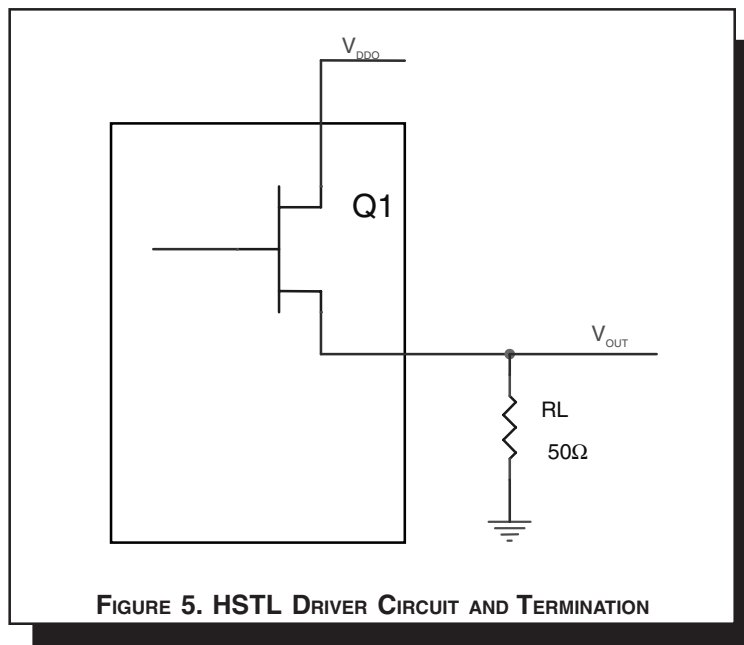 VDDO
Q1
VOUT
RL
50Ω
FIGURE 5. HSTL DRIVER CIRCUIT AND TERMINATION